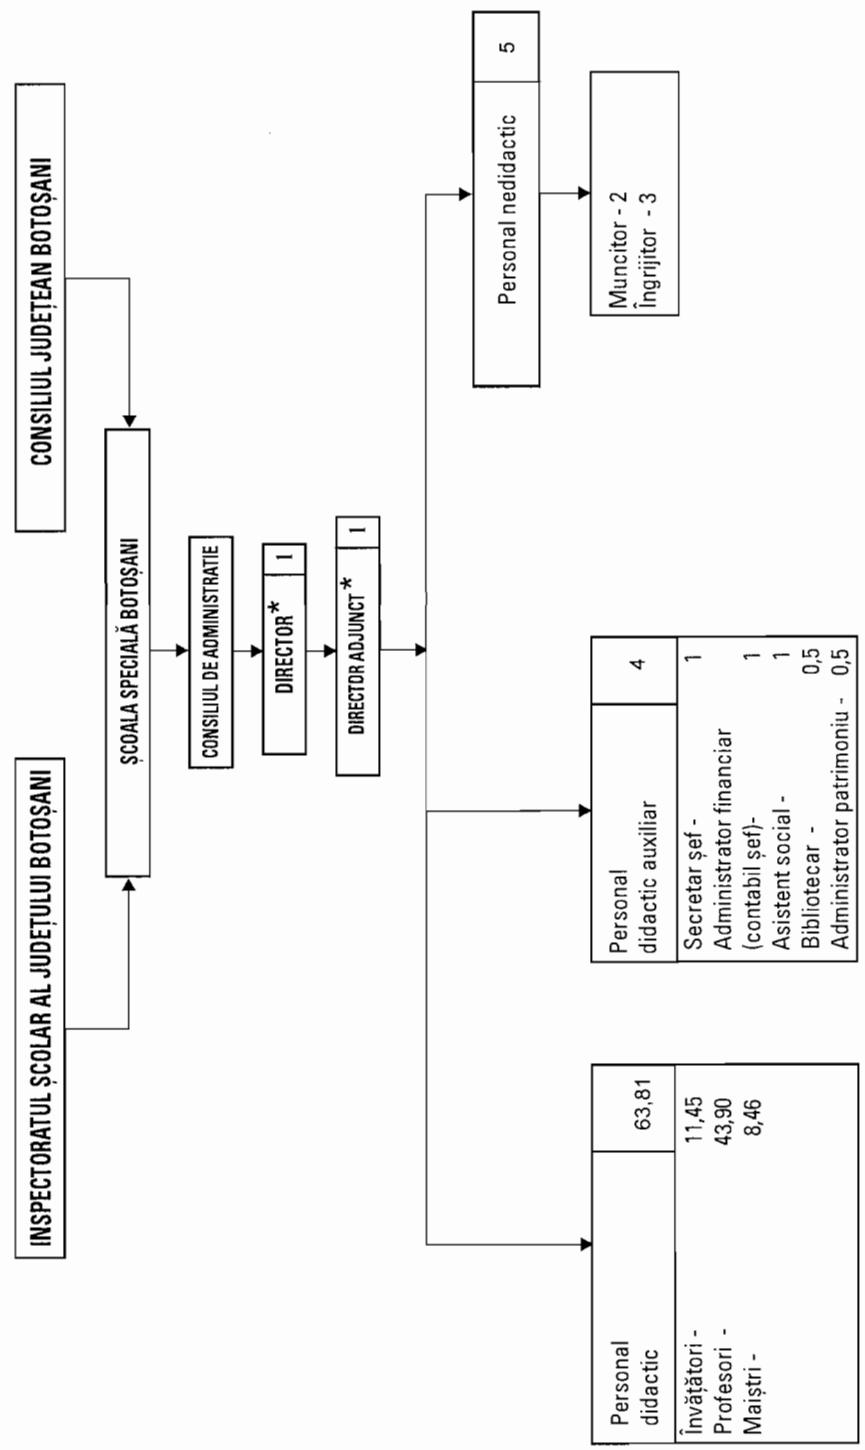 INSPECTORATUL ȘCOLAR AL JUDEȚULUI BOTOȘANI
CONSILIUL JUDEȚEAN BOTOȘANI
ȘCOALA SPECIALĂ BOTOȘANI
CONSILIUL DE ADMINISTRATIE
DIRECTOR* 1
DIRECTOR ADJUNCT* 1
Personal
didactic
63,81
Învățători - 11,45
Profesori - 43,90
Maiștri - 8,46
Personal
didactic auxiliar
4
Secretar șef - 1
Administrator financiar
(contabil șef)- 1
Asistent social - 1
Bibliotecar - 0,5
Administrator patrimoniu - 0,5
Personal nedidactic 5
Muncitor - 2
Îngrijitor - 3